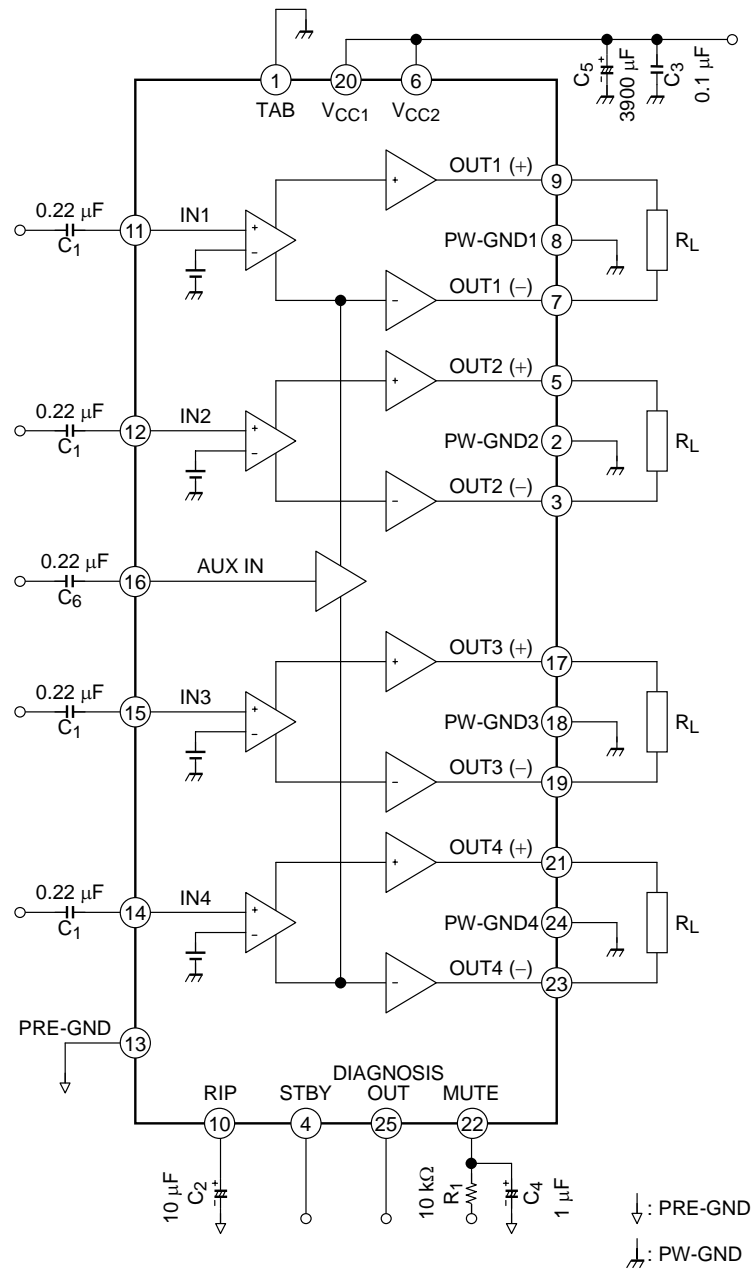 1 20 6
TAB VCC1 VCC2
C5 3900 µF C3 0.1 µF
OUT1 (+) 9
0.22 µF C1 11 IN1 + − +
PW-GND1 8 RL
OUT1 (−) 7 −
OUT2 (+) 5
0.22 µF C1 12 IN2 + − +
PW-GND2 2 RL
OUT2 (−) 3 −
0.22 µF C6 16 AUX IN
OUT3 (+) 17
0.22 µF C1 15 IN3 + − +
PW-GND3 18 RL
OUT3 (−) 19 −
OUT4 (+) 21
0.22 µF C1 14 IN4 + − +
PW-GND4 24 RL
OUT4 (−) 23 −
PRE-GND 13
RIP STBY DIAGNOSIS OUT MUTE
10 4 25 22
10 µF C2 + − 10 kΩ R1 C4 + − 1 µF
: PRE-GND
: PW-GND